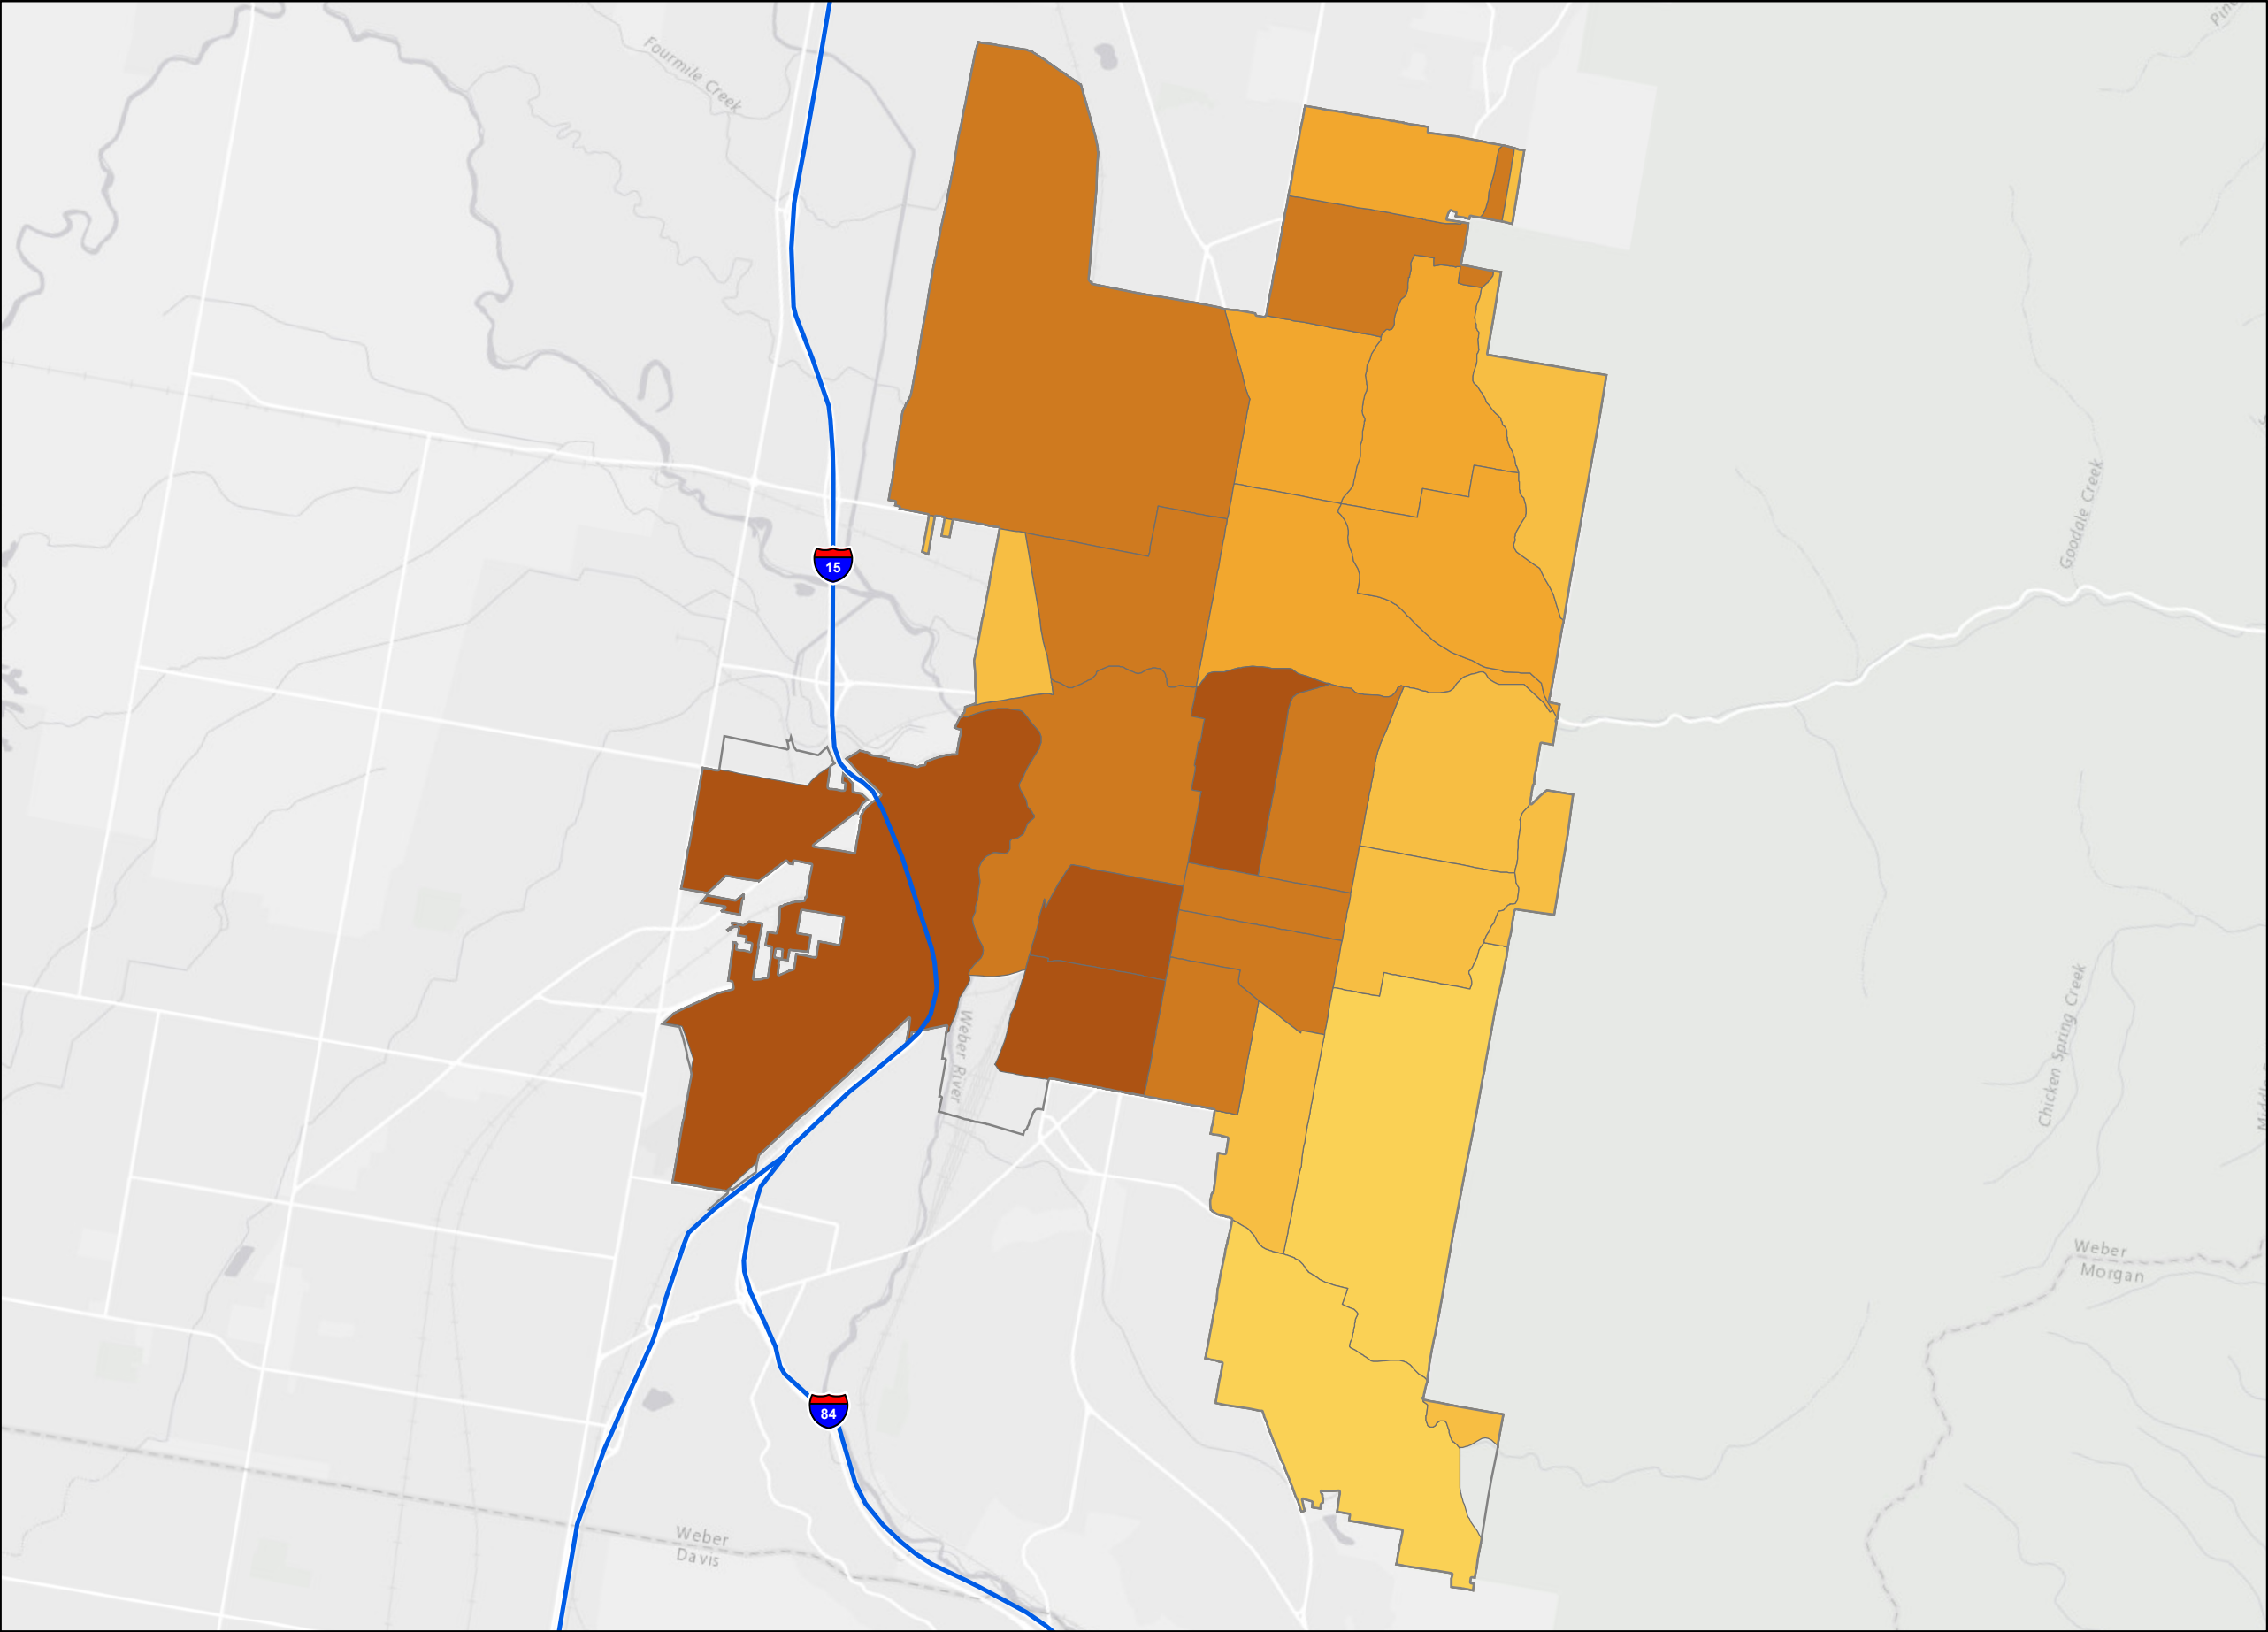 Fourmile Creek
15
Goodale Creek
Chicken Spring Creek
Weber River
Weber
Morgan
84
Weber
Davis